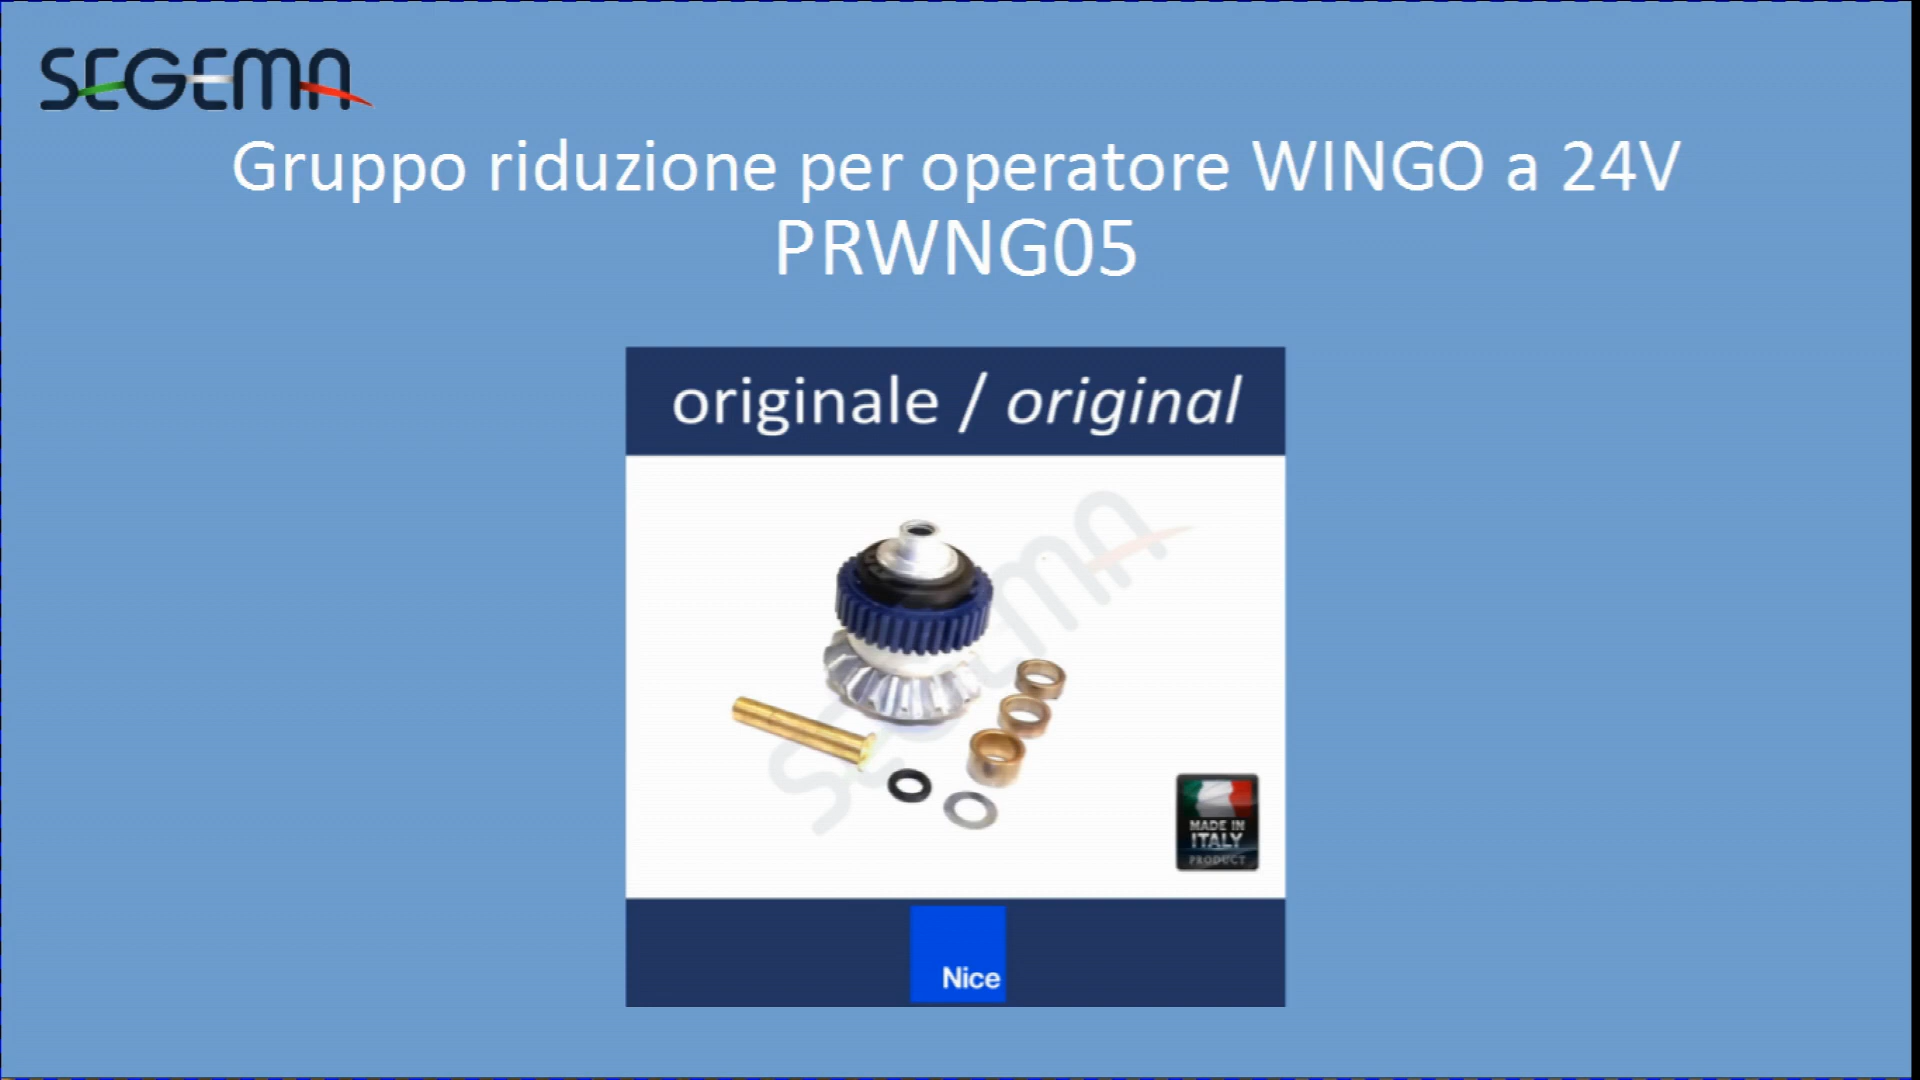 SEGEMA
Gruppo riduzione per operatore WINGO a 24V
PRWNG05
originale / original
SEGEMA
MADE IN
ITALY
PRODUCT
Nice